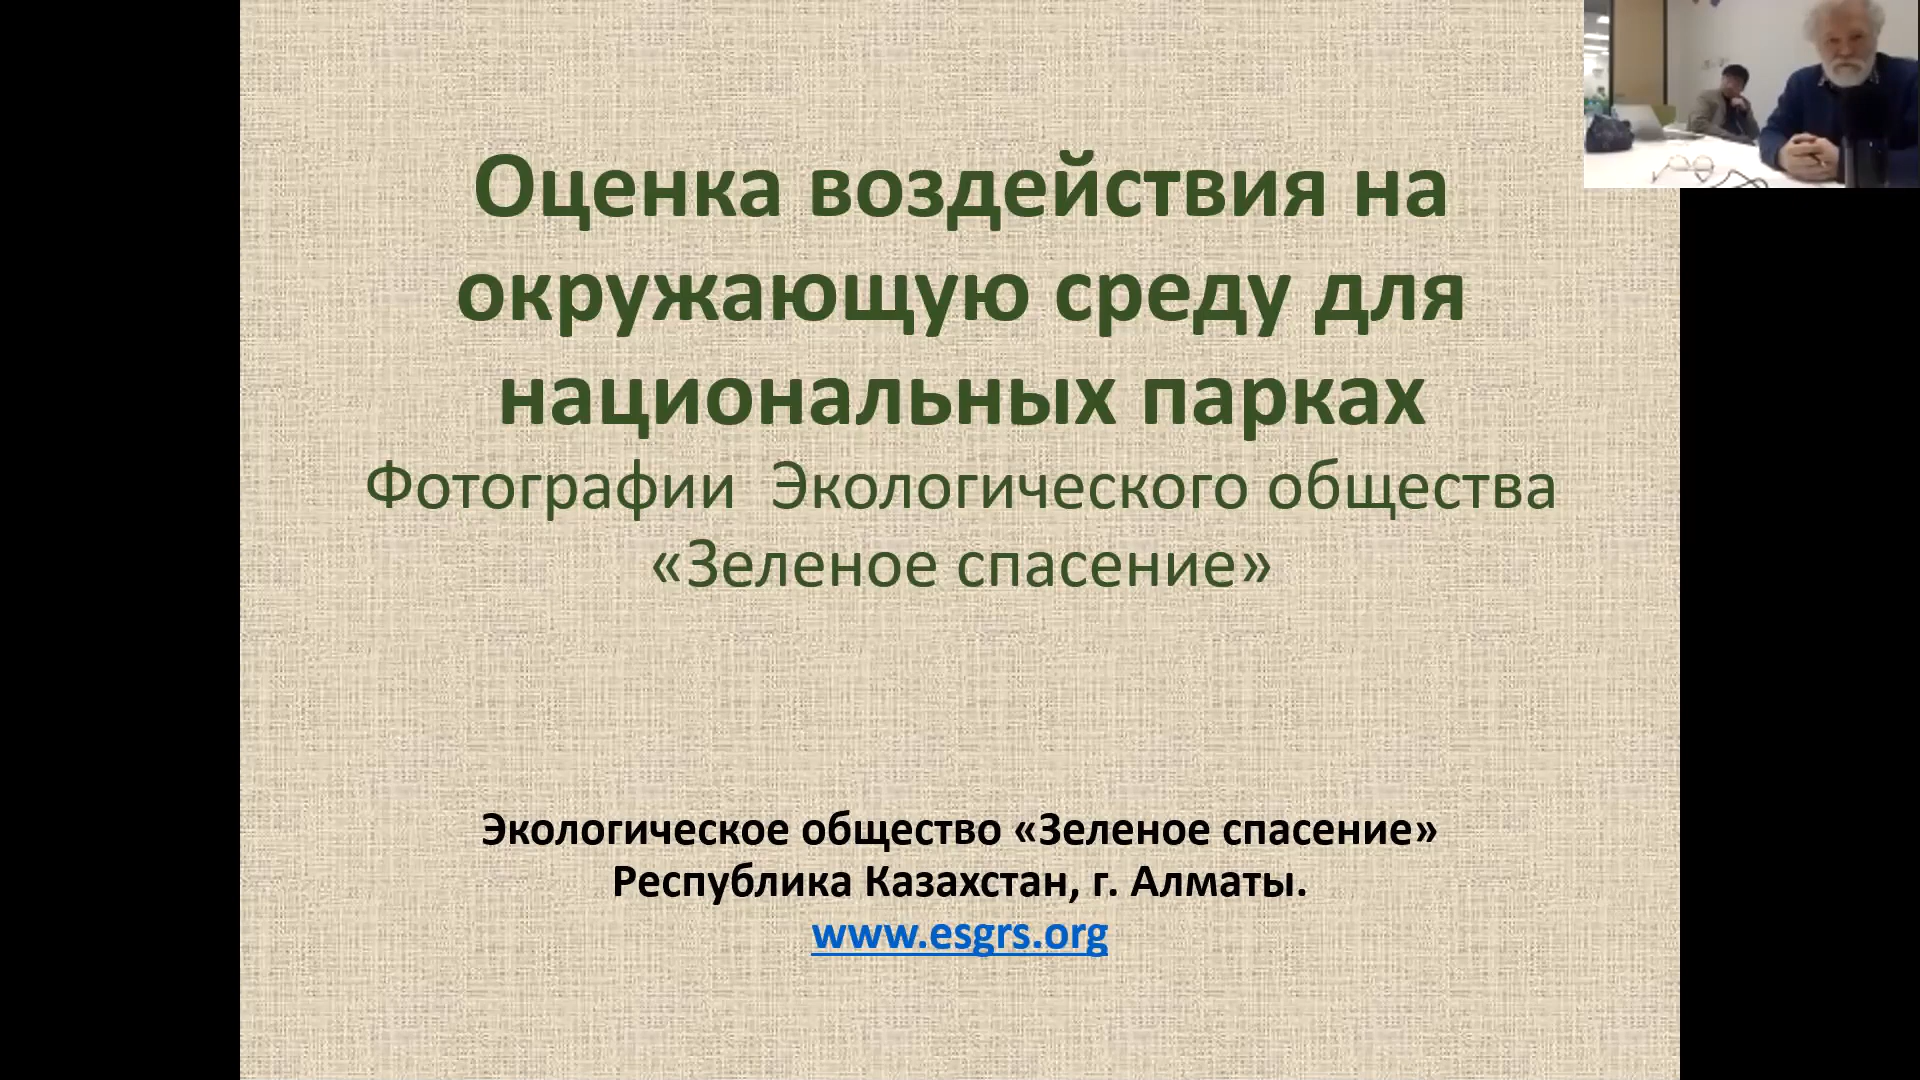 Оценка воздействия на
окружающую среду для
национальных парках
Фотографии Экологического общества
«Зеленое спасение»
Экологическое общество «Зеленое спасение»
Республика Казахстан, г. Алматы.
www.esgrs.org